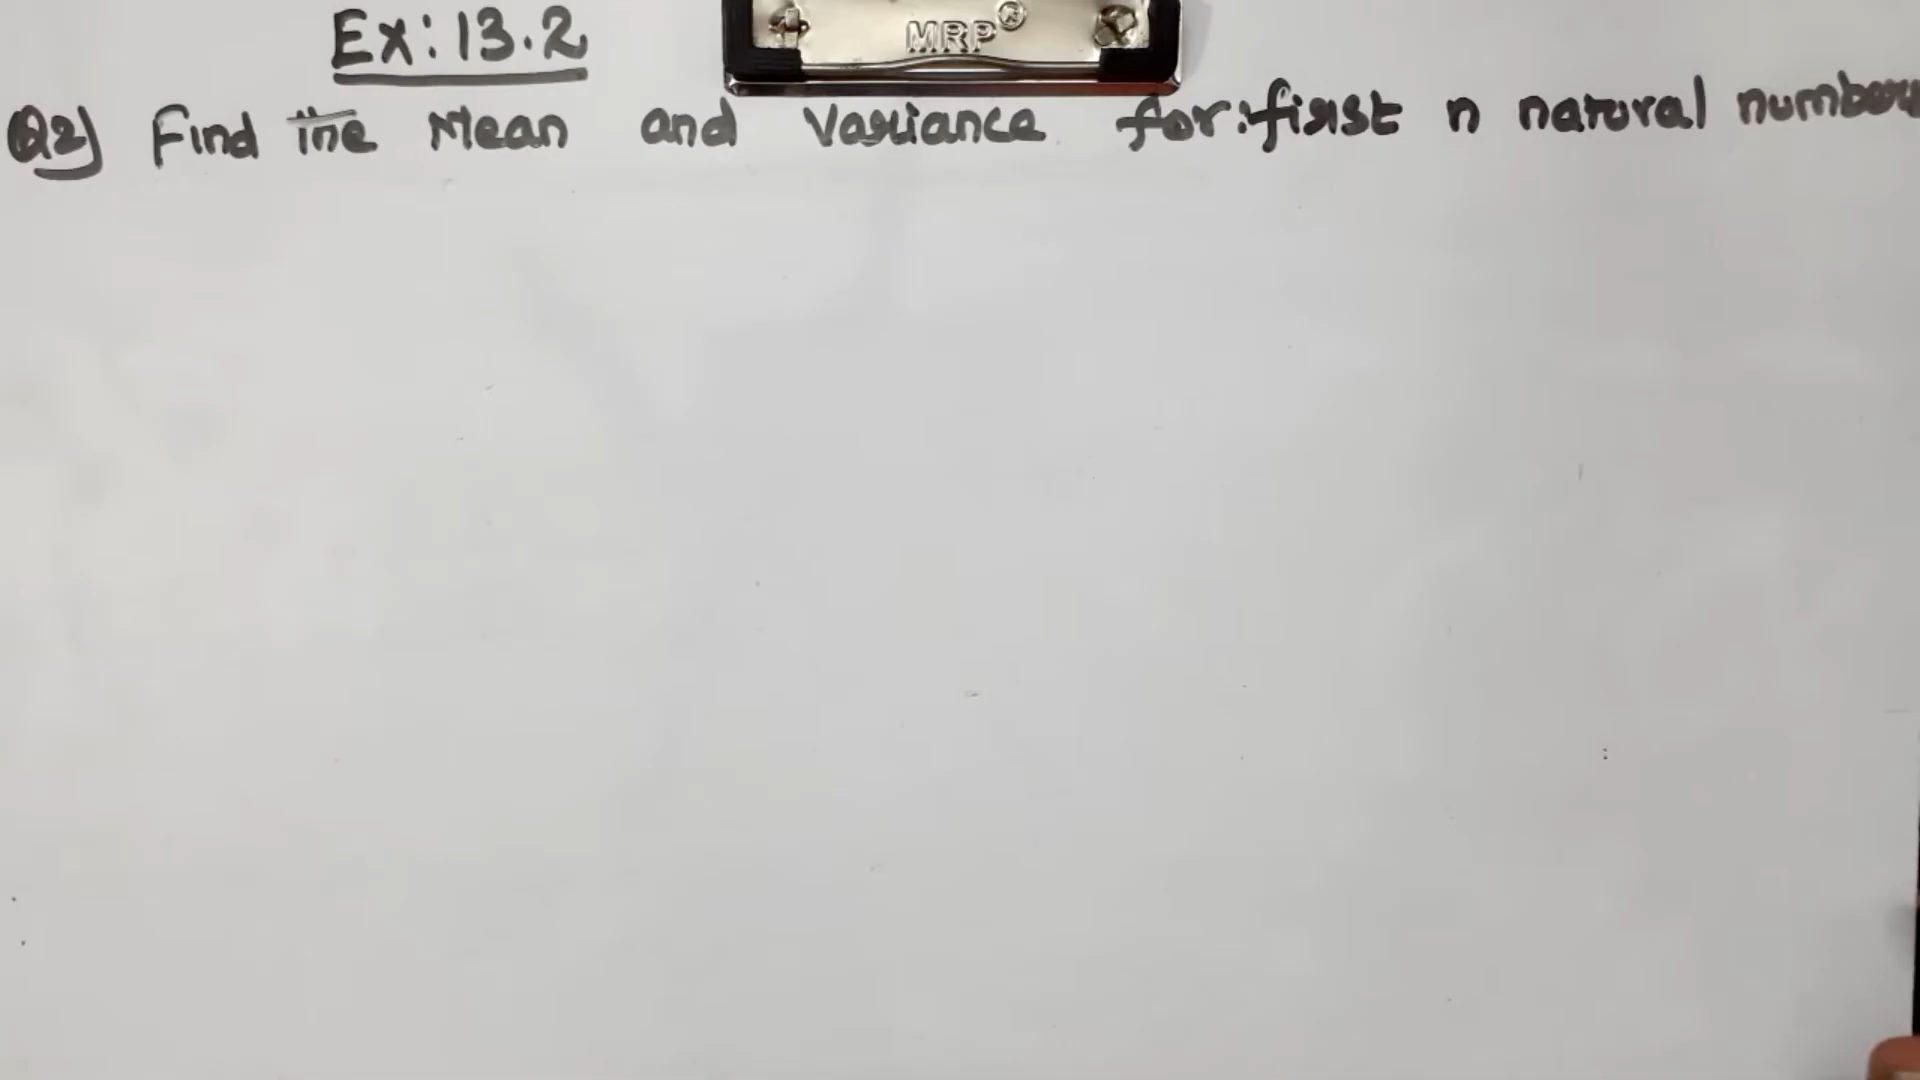 Ex: 13.2
MRP®
Q2) Find the Mean and Variance for: first n natural numbers